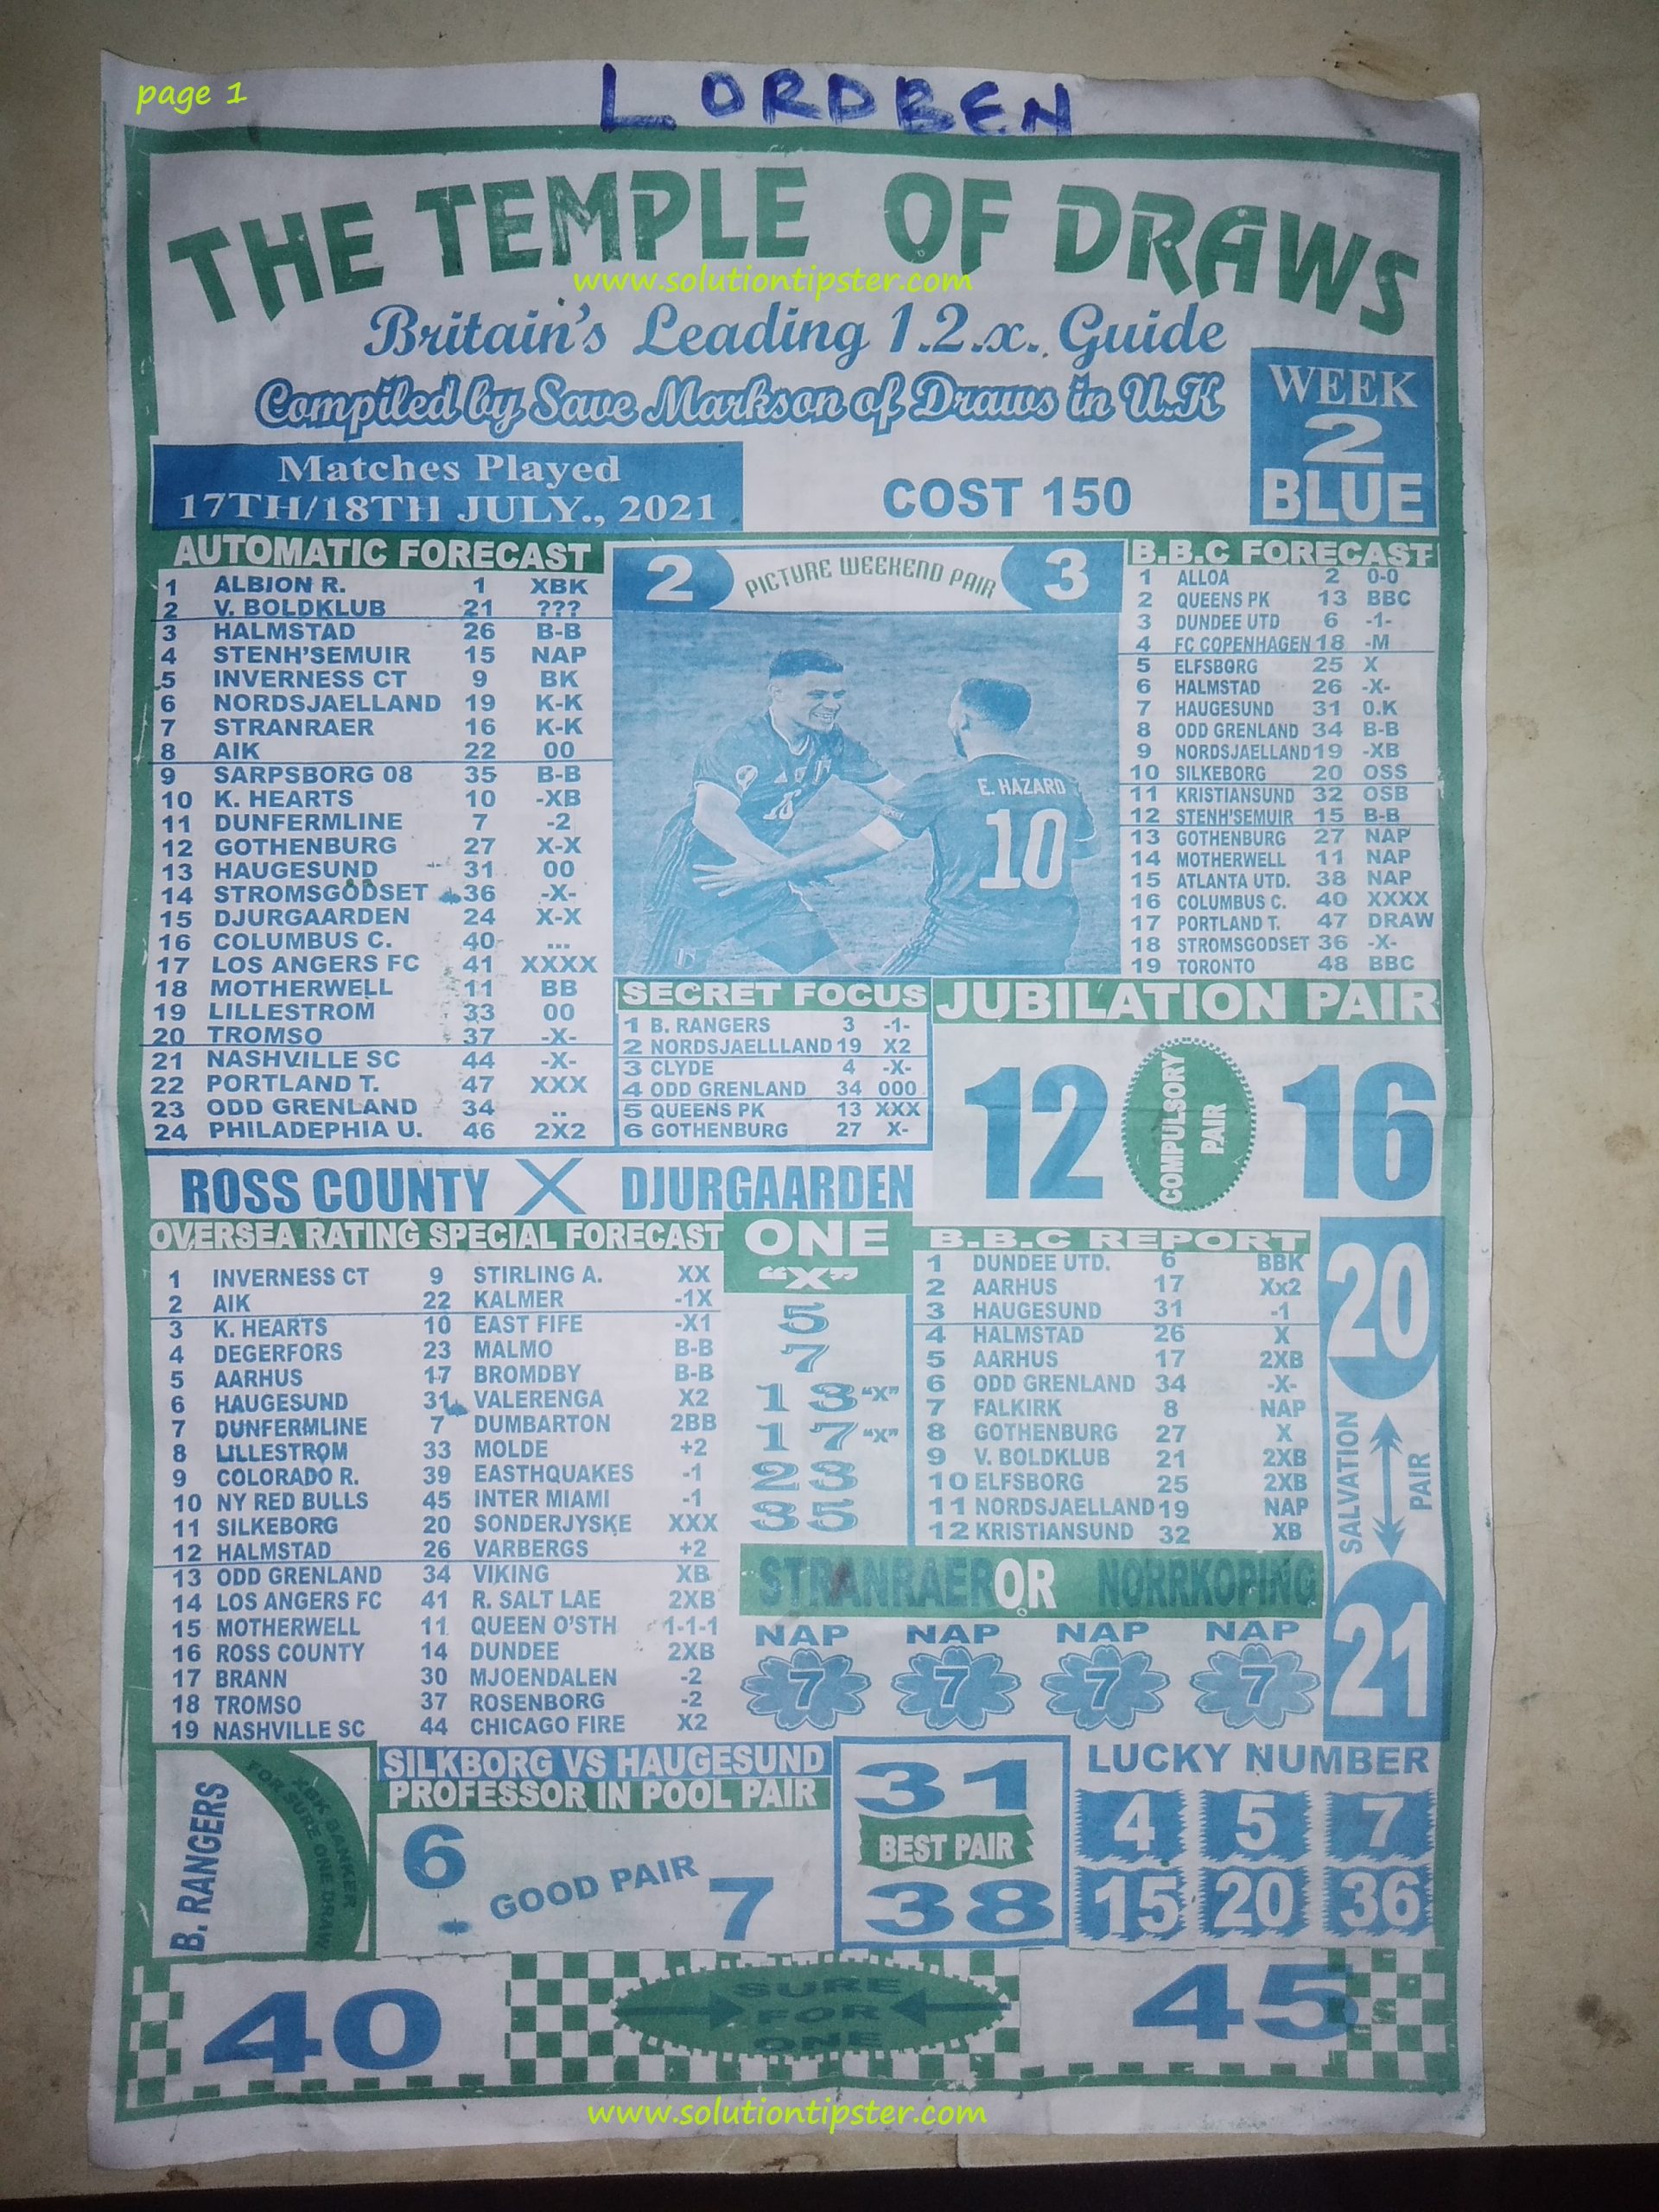 page 1
LORDBEN
THE TEMPLE OF DRAWS
www.solutiontipster.com
Britain's Leading 1.2.x. Guide
Compiled by Save Markson of Draws in U.K
WEEK
2
BLUE
Matches Played
17TH/18TH JULY., 2021
COST 150
AUTOMATIC FORECAST
1 ALBION R. 1 XBK
2 V. BOLDKLUB 21 ???
3 HALMSTAD 26 B-B
4 STENH'SEMUIR 15 NAP
5 INVERNESS CT 9 BK
6 NORDSJAELLAND 19 K-K
7 STRANRAER 16 K-K
8 AIK 22 00
9 SARPSBORG 08 35 B-B
10 K. HEARTS 10 -XB
11 DUNFERMLINE 7 -2
12 GOTHENBURG 27 X-X
13 HAUGESUND 31 00
14 STROMSGODSET 36 -X-
15 DJURGAARDEN 24 X-X
16 COLUMBUS C. 40 ...
17 LOS ANGERS FC 41 XXXX
18 MOTHERWELL 11 BB
19 LILLESTROM 33 00
20 TROMSO 37 -X-
21 NASHVILLE SC 44 -X-
22 PORTLAND T. 47 XXX
23 ODD GRENLAND 34 ..
24 PHILADEPHIA U. 46 2X2
2 PICTURE WEEKEND PAIR 3
E. HAZARD
10
B.B.C FORECAST
1 ALLOA 2 0-0
2 QUEENS PK 13 BBC
3 DUNDEE UTD 6 -1-
4 FC COPENHAGEN 18 -M
5 ELFSBORG 25 X
6 HALMSTAD 26 -X-
7 HAUGESUND 31 0.K
8 ODD GRENLAND 34 B-B
9 NORDSJAELLAND 19 -XB
10 SILKEBORG 20 OSS
11 KRISTIANSUND 32 OSB
12 STENH'SEMUIR 15 B-B
13 GOTHENBURG 27 NAP
14 MOTHERWELL 11 NAP
15 ATLANTA UTD. 38 NAP
16 COLUMBUS C. 40 XXXX
17 PORTLAND T. 47 DRAW
18 STROMSGODSET 36 -X-
19 TORONTO 48 BBC
SECRET FOCUS
1 B. RANGERS 3 -1-
2 NORDSJAELLLAND 19 X2
3 CLYDE 4 -X-
4 ODD GRENLAND 34 000
5 QUEENS PK 13 XXX
6 GOTHENBURG 27 X-
JUBILATION PAIR
12 COMPULSORY PAIR 16
ROSS COUNTY X DJURGAARDEN
OVERSEA RATING SPECIAL FORECAST
1 INVERNESS CT 9 STIRLING A. XX
2 AIK 22 KALMER -1X
3 K. HEARTS 10 EAST FIFE -X1
4 DEGERFORS 23 MALMO B-B
5 AARHUS 17 BROMDBY B-B
6 HAUGESUND 31 VALERENGA X2
7 DUNFERMLINE 7 DUMBARTON 2BB
8 LILLESTROM 33 MOLDE +2
9 COLORADO R. 39 EASTHQUAKES -1
10 NY RED BULLS 45 INTER MIAMI -1
11 SILKEBORG 20 SONDERJYSKE XXX
12 HALMSTAD 26 VARBERGS +2
13 ODD GRENLAND 34 VIKING XB
14 LOS ANGERS FC 41 R. SALT LAE 2XB
15 MOTHERWELL 11 QUEEN O'STH 1-1-1
16 ROSS COUNTY 14 DUNDEE 2XB
17 BRANN 30 MJOENDALEN -2
18 TROMSO 37 ROSENBORG -2
19 NASHVILLE SC 44 CHICAGO FIRE X2
ONE
"X"
5
7
13 "X"
17 "X"
23
35
B.B.C REPORT
1 DUNDEE UTD. 6 BBK
2 AARHUS 17 Xx2
3 HAUGESUND 31 -1
4 HALMSTAD 26 X
5 AARHUS 17 2XB
6 ODD GRENLAND 34 -X-
7 FALKIRK 8 NAP
8 GOTHENBURG 27 X
9 V. BOLDKLUB 21 2XB
10 ELFSBORG 25 2XB
11 NORDSJAELLAND 19 NAP
12 KRISTIANSUND 32 XB
20
SALVATION PAIR
21
STRANRAER OR NORRKOPING
NAP NAP NAP NAP
7 7 7 7
B. RANGERS
XBK BANKER
FOR SURE ONE DRAW
SILKBORG VS HAUGESUND
PROFESSOR IN POOL PAIR
6 GOOD PAIR 7
31
BEST PAIR
38
LUCKY NUMBER
4 5 7
15 20 36
40 SURE FOR ONE 45
www.solutiontipster.com